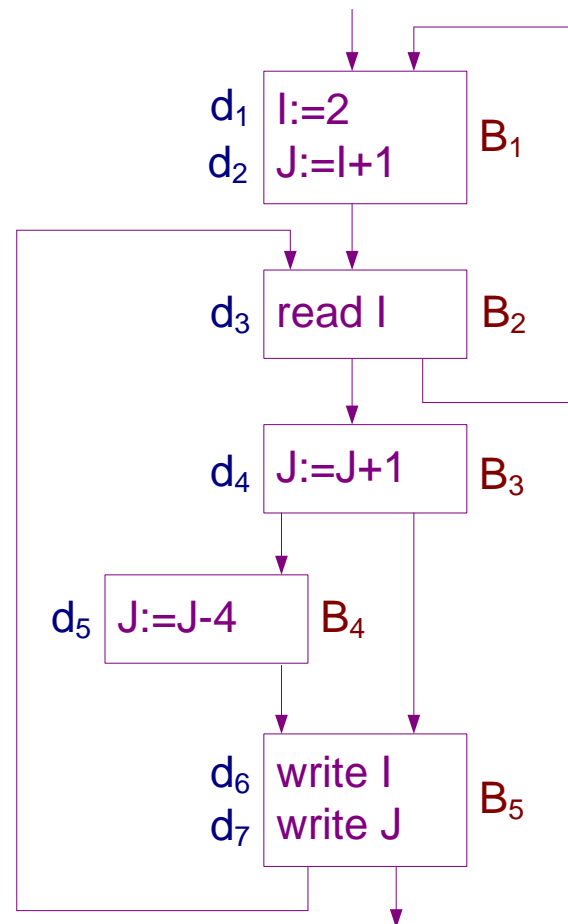 d₁ I:=2
d₂ J:=I+1
B₁
d₃ read I B₂
d₄ J:=J+1 B₃
d₅ J:=J-4 B₄
d₆ write I
d₇ write J
B₅